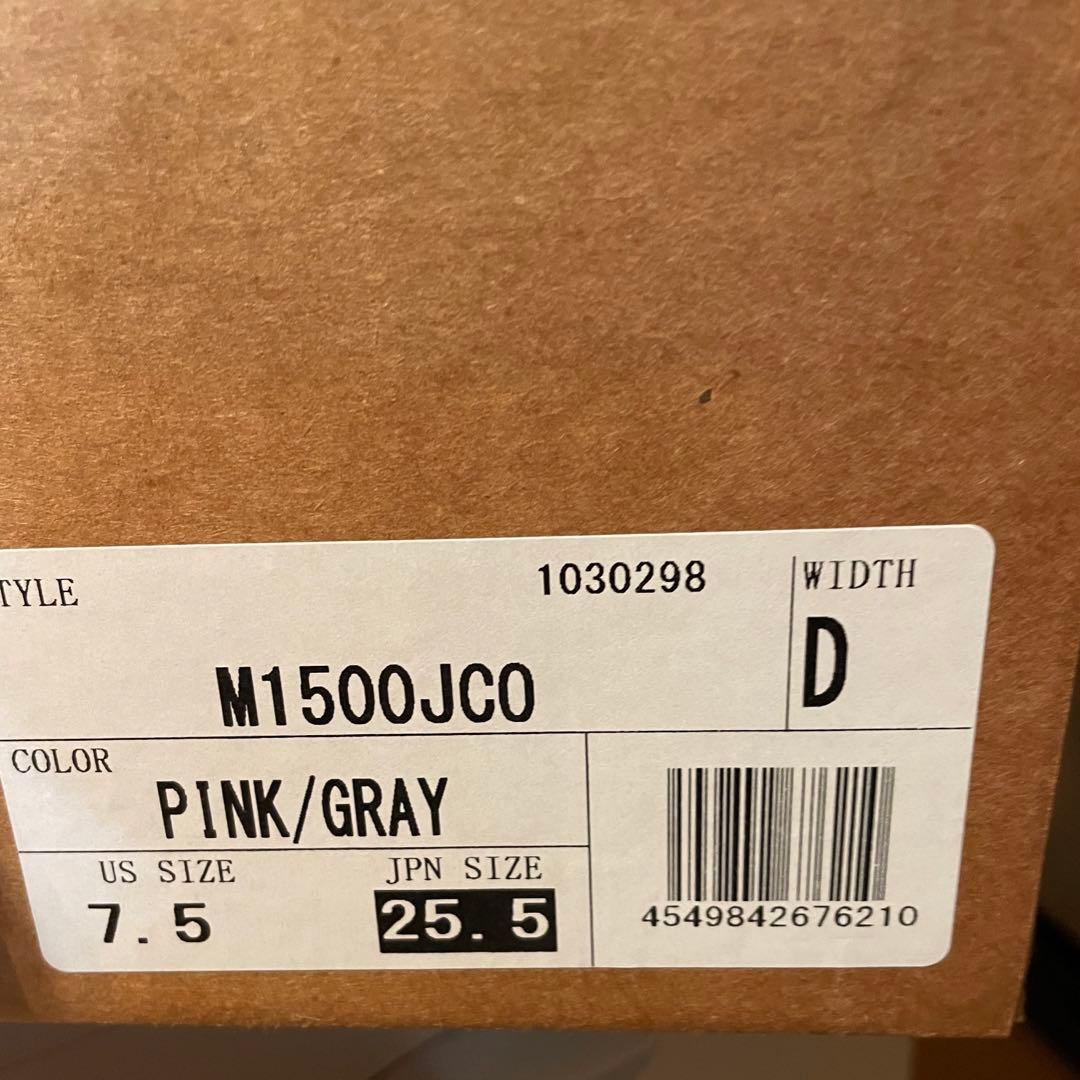 TYLE 1030298 WIDTH
D
M1500JCO
COLOR
PINK/GRAY
US SIZE JPN SIZE
7.5 25.5
4549842676210